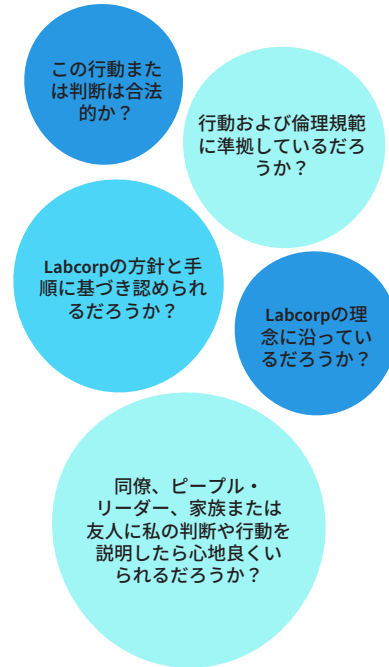 この行動また
は判断は合法
的か？
行動および倫理規範
に準拠しているだろ
うか？
Labcorpの方針と手
順に基づき認められ
るだろうか？
Labcorpの理
念に沿ってい
るだろうか？
同僚、ピープル・
リーダー、家族または
友人に私の判断や行動を
説明したら心地良くい
られるだろうか？